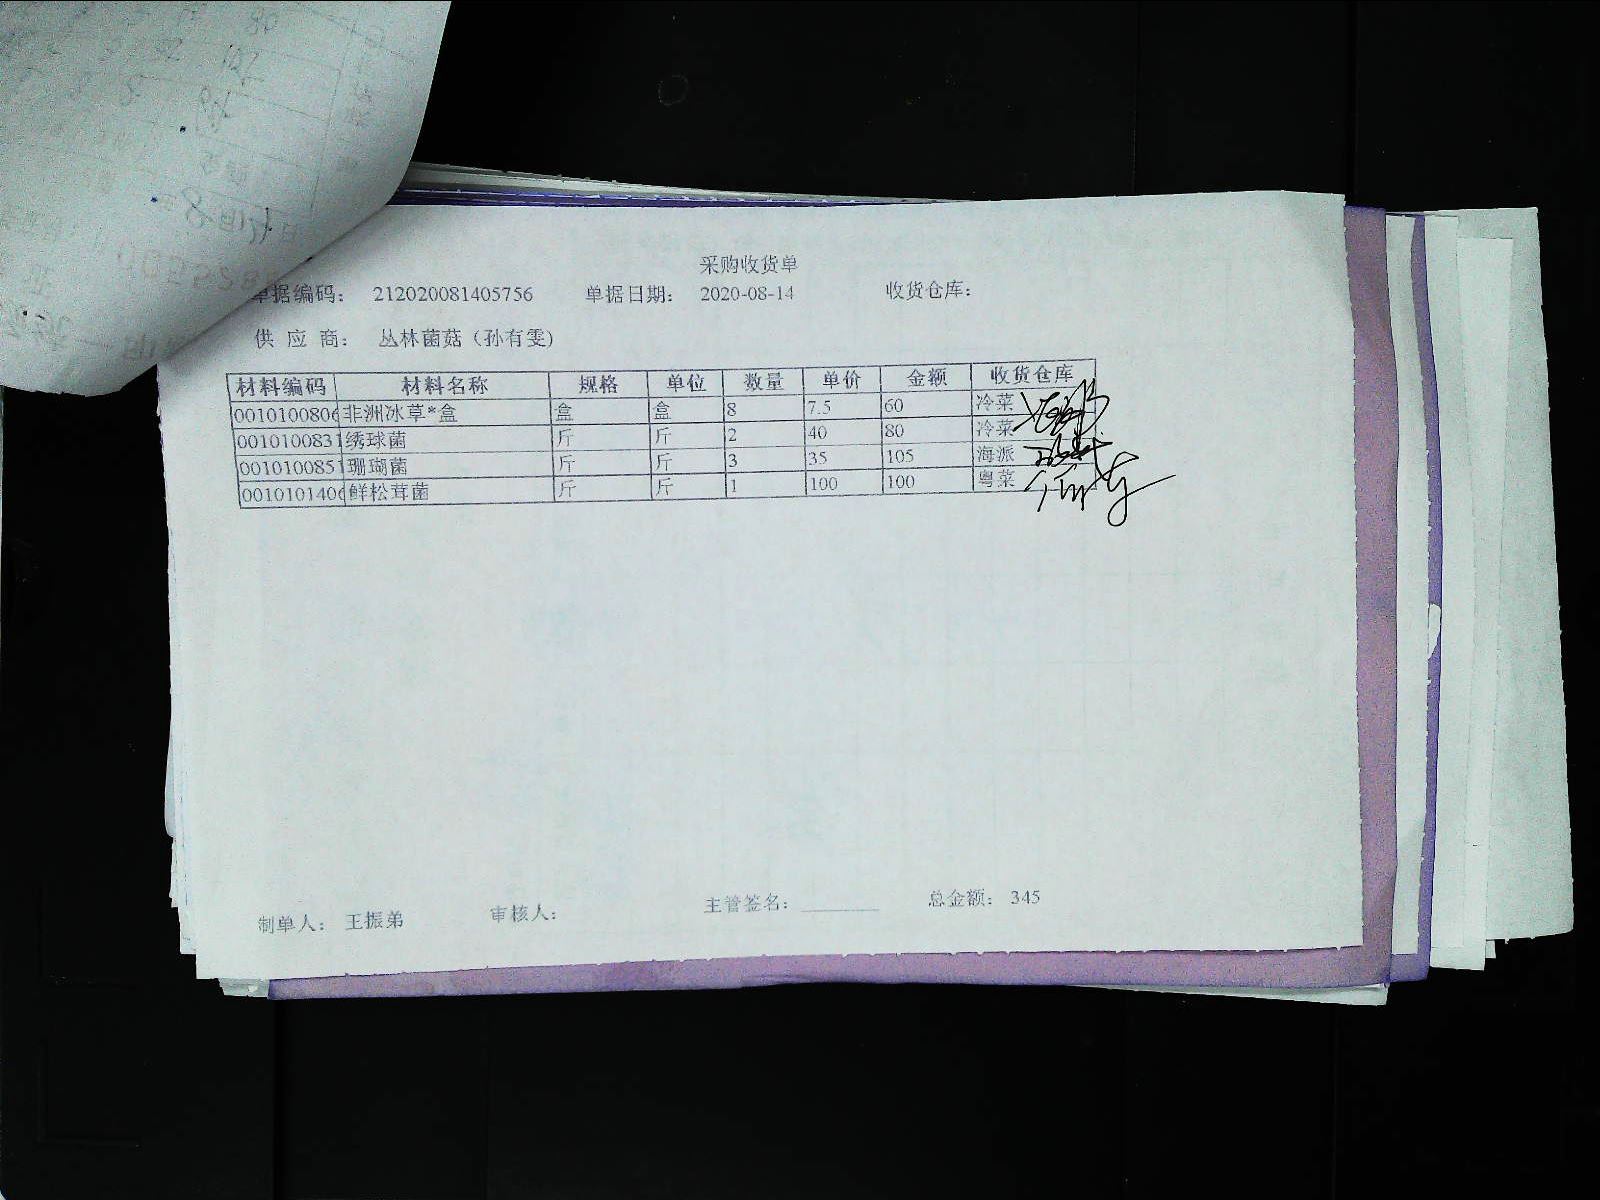 采购收货单
单据编码： 212020081405756 单据日期： 2020-08-14 收货仓库：
供 应 商： 丛林菌菇（孙有雯）
材料编码 材料名称 规格 单位 数量 单价 金额 收货仓库
0010100806 非洲冰草*盒 盒 盒 8 7.5 60 冷菜
0010100831 绣球菌 斤 斤 2 40 80 冷菜
0010100851 珊瑚菌 斤 斤 3 35 105 海派
0010101406 鲜松茸菌 斤 斤 1 100 100 粤菜
制单人： 王振弟 审核人： 主管签名： 总金额： 345